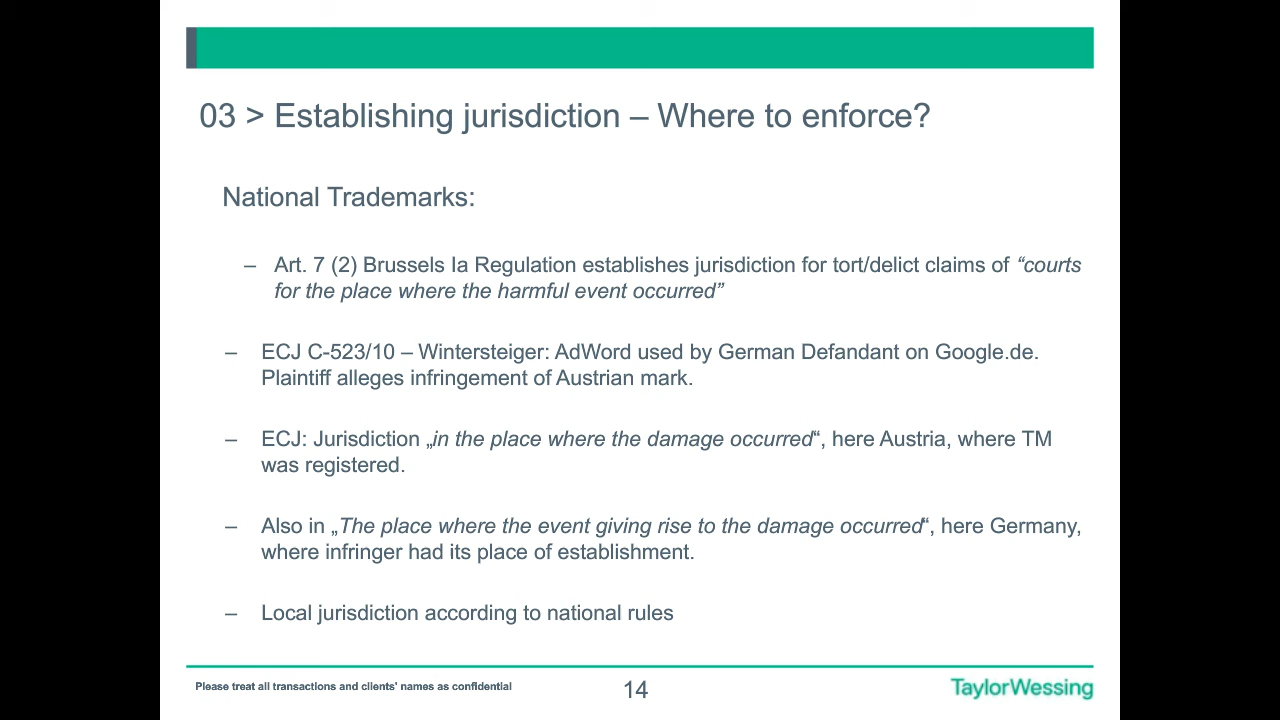 03 > Establishing jurisdiction – Where to enforce?
National Trademarks:
– Art. 7 (2) Brussels Ia Regulation establishes jurisdiction for tort/delict claims of “courts
for the place where the harmful event occurred”
– ECJ C-523/10 – Wintersteiger: AdWord used by German Defandant on Google.de.
Plaintiff alleges infringement of Austrian mark.
– ECJ: Jurisdiction „in the place where the damage occurred“, here Austria, where TM
was registered.
– Also in „The place where the event giving rise to the damage occurred“, here Germany,
where infringer had its place of establishment.
– Local jurisdiction according to national rules
Please treat all transactions and clients' names as confidential
14
TaylorWessing